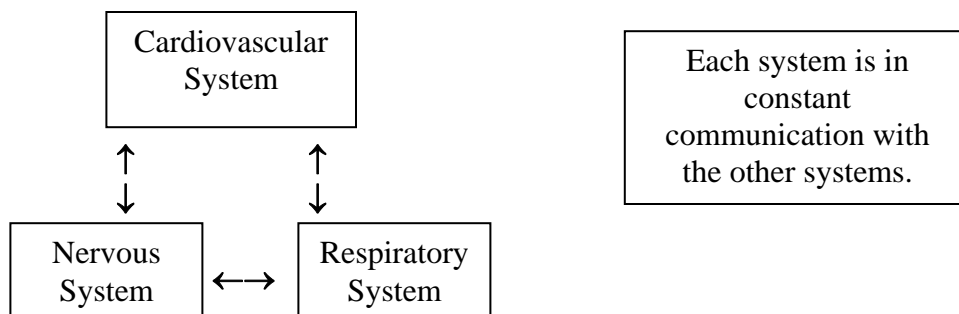 Cardiovascular
System
Each system is in
constant
communication with
the other systems.
Nervous
System
Respiratory
System